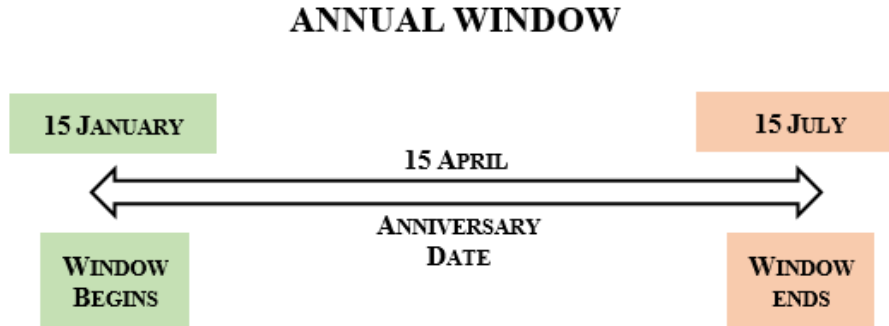 ANNUAL WINDOW
15 JANUARY
15 JULY
15 APRIL
ANNIVERSARY
DATE
WINDOW
BEGINS
WINDOW
ENDS